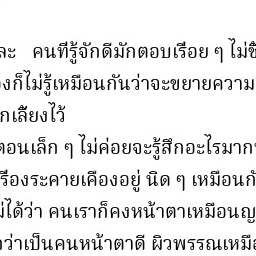 ละ คนที่รู้จักดีมักตอบเรื่อย ๆ ไม่
งก็ไม่รู้เหมือนกันว่าจะขยายความ
กเลี้ยงไว้
ตอนเล็ก ๆ ไม่ค่อยจะรู้สึกอะไรมาก
รื่องระคายเคืองอยู่ นิด ๆ เหมือนกั
ม่ได้ว่า คนเราก็คงหน้าตาเหมือนญ
ว่าเป็นคนหน้าตาดี ผิวพรรณเหมือ